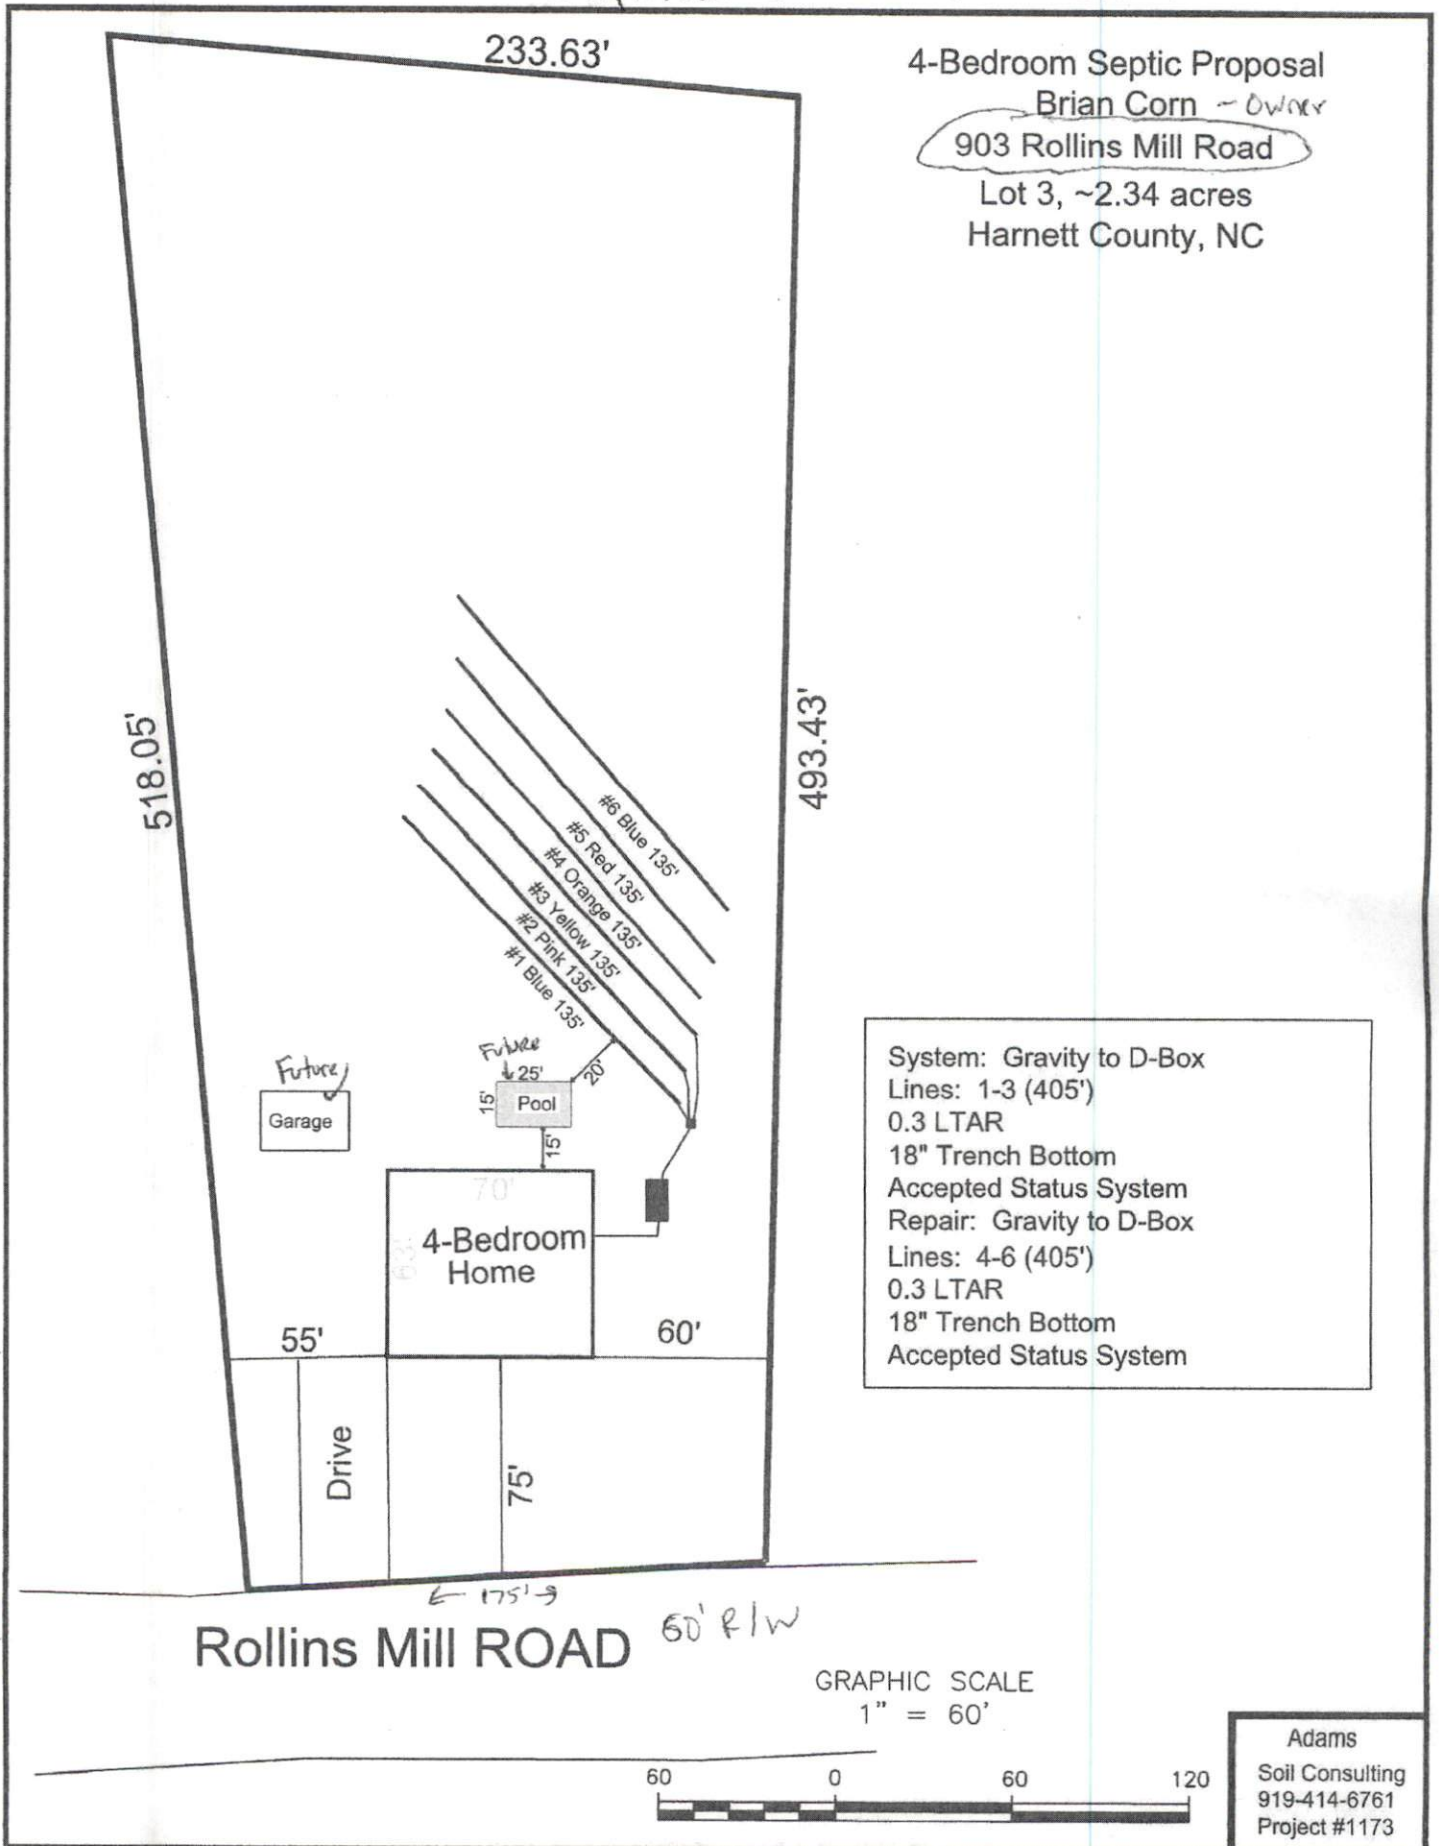 233.63'
4-Bedroom Septic Proposal
Brian Corn ~ Owner
903 Rollins Mill Road
Lot 3, ~2.34 acres
Harnett County, NC
518.05'
493.43'
#6 Blue 135'
#5 Red 135'
#4 Orange 135'
#3 Yellow 135'
#2 Pink 135'
#1 Blue 135'
Future
Garage
Future
25'
15'
Pool
20'
15'
70'
63'
4-Bedroom
Home
55'
60'
Drive
75'
System: Gravity to D-Box
Lines: 1-3 (405')
0.3 LTAR
18" Trench Bottom
Accepted Status System
Repair: Gravity to D-Box
Lines: 4-6 (405')
0.3 LTAR
18" Trench Bottom
Accepted Status System
175'
Rollins Mill ROAD
60' R/W
GRAPHIC SCALE
1" = 60'
60 0 60 120
Adams
Soil Consulting
919-414-6761
Project #1173